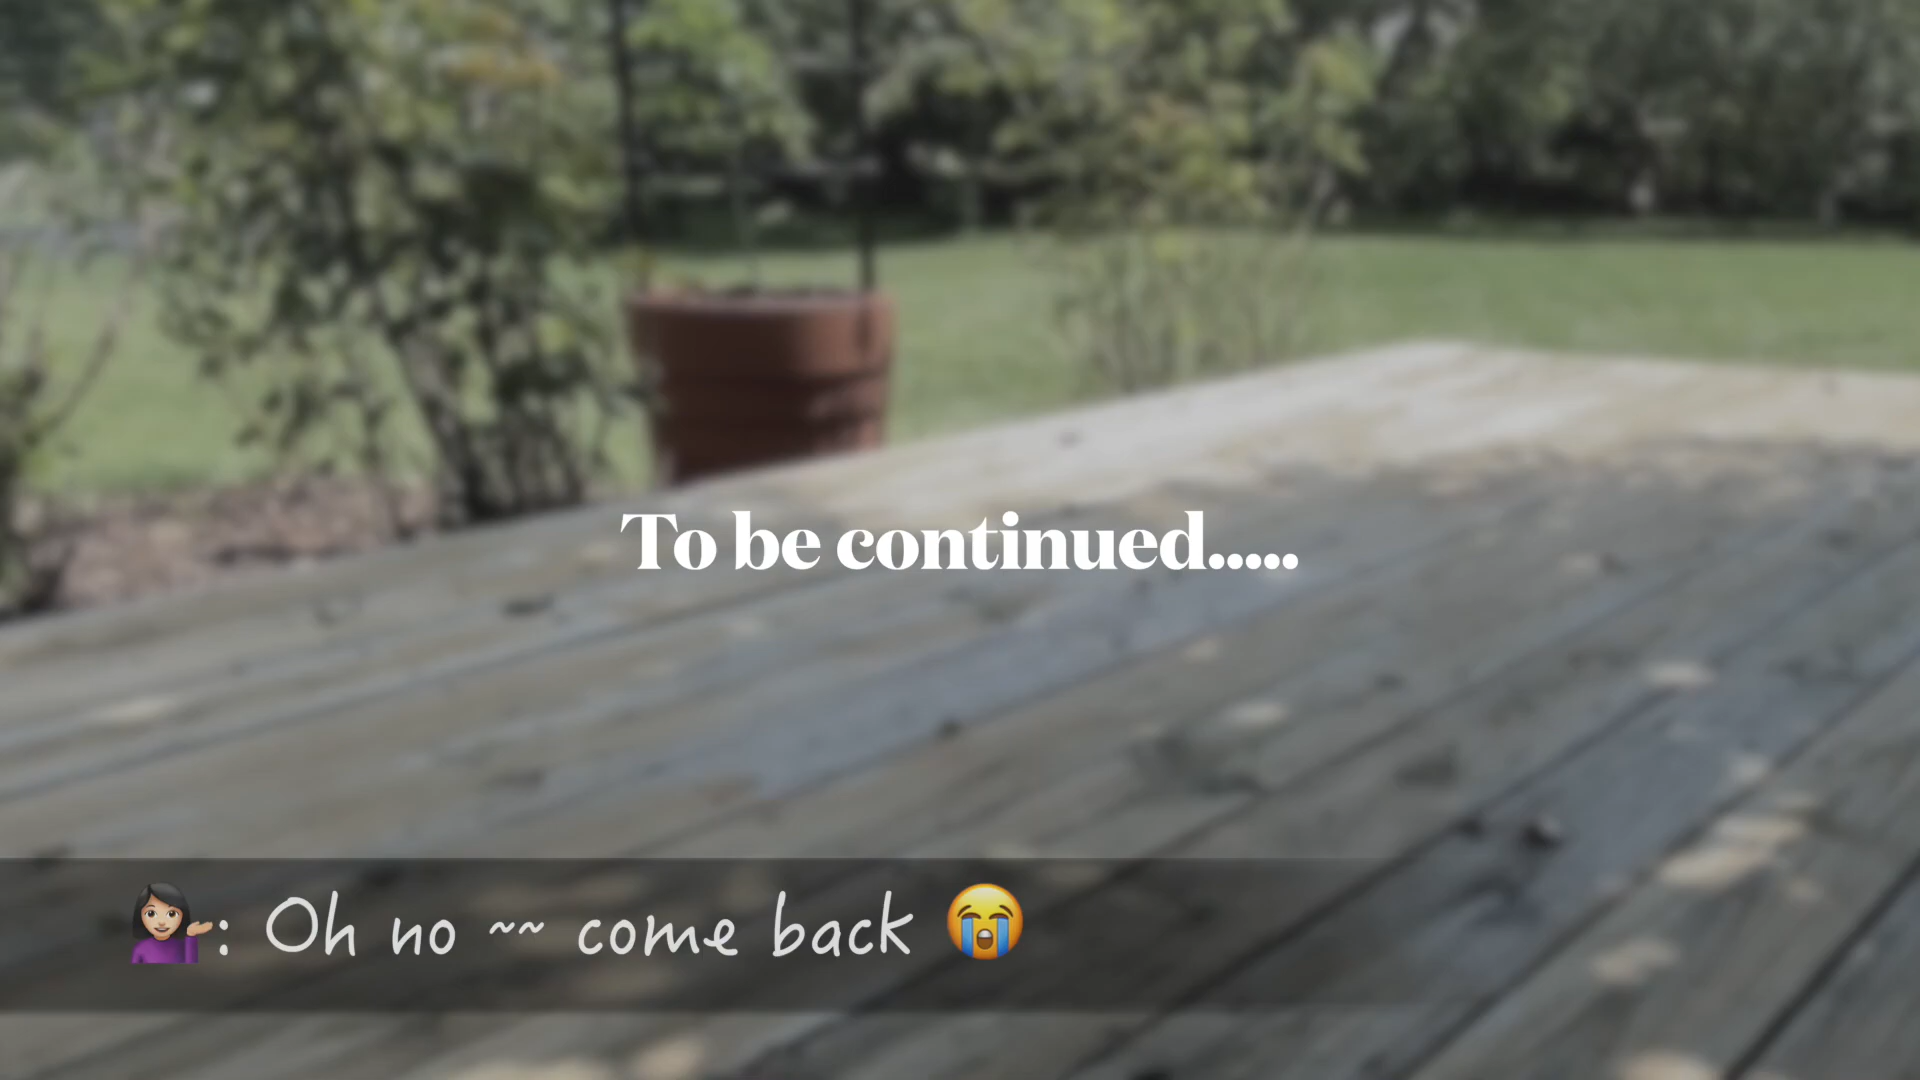 To be continued.....
💁🏻‍♀️: Oh no ~~ come back 😭